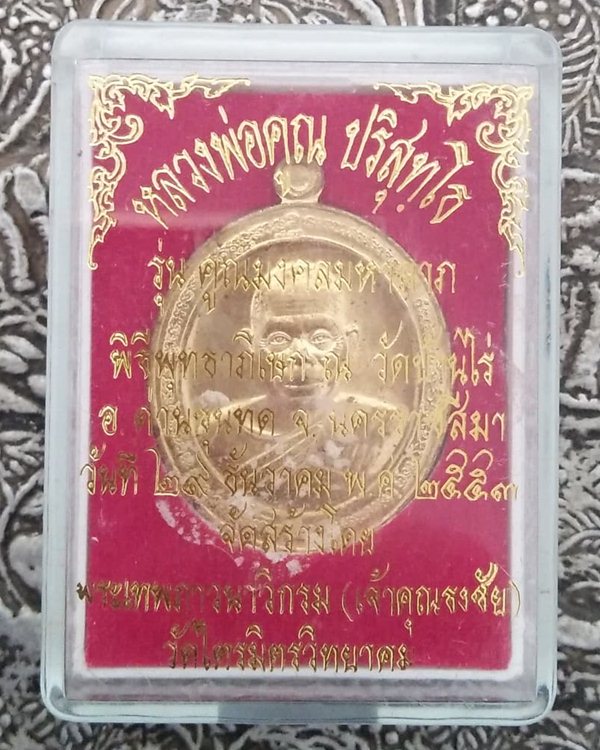 หลวงพ่อคูณ ปริสุทฺโธ
รุ่น คูณมงคลมหาลาภ
พิธีพุทธาภิเษก ณ วัดบ้านไร่
อ.ด่านขุนทด จ.นครราชสีมา
วันที่ ๒๙ ธันวาคม พ.ศ.๒๕๕๓
จัดสร้างโดย
พระเทพภาวนาวิกรม (เจ้าคุณธงชัย)
วัดไตรมิตรวิทยาคม